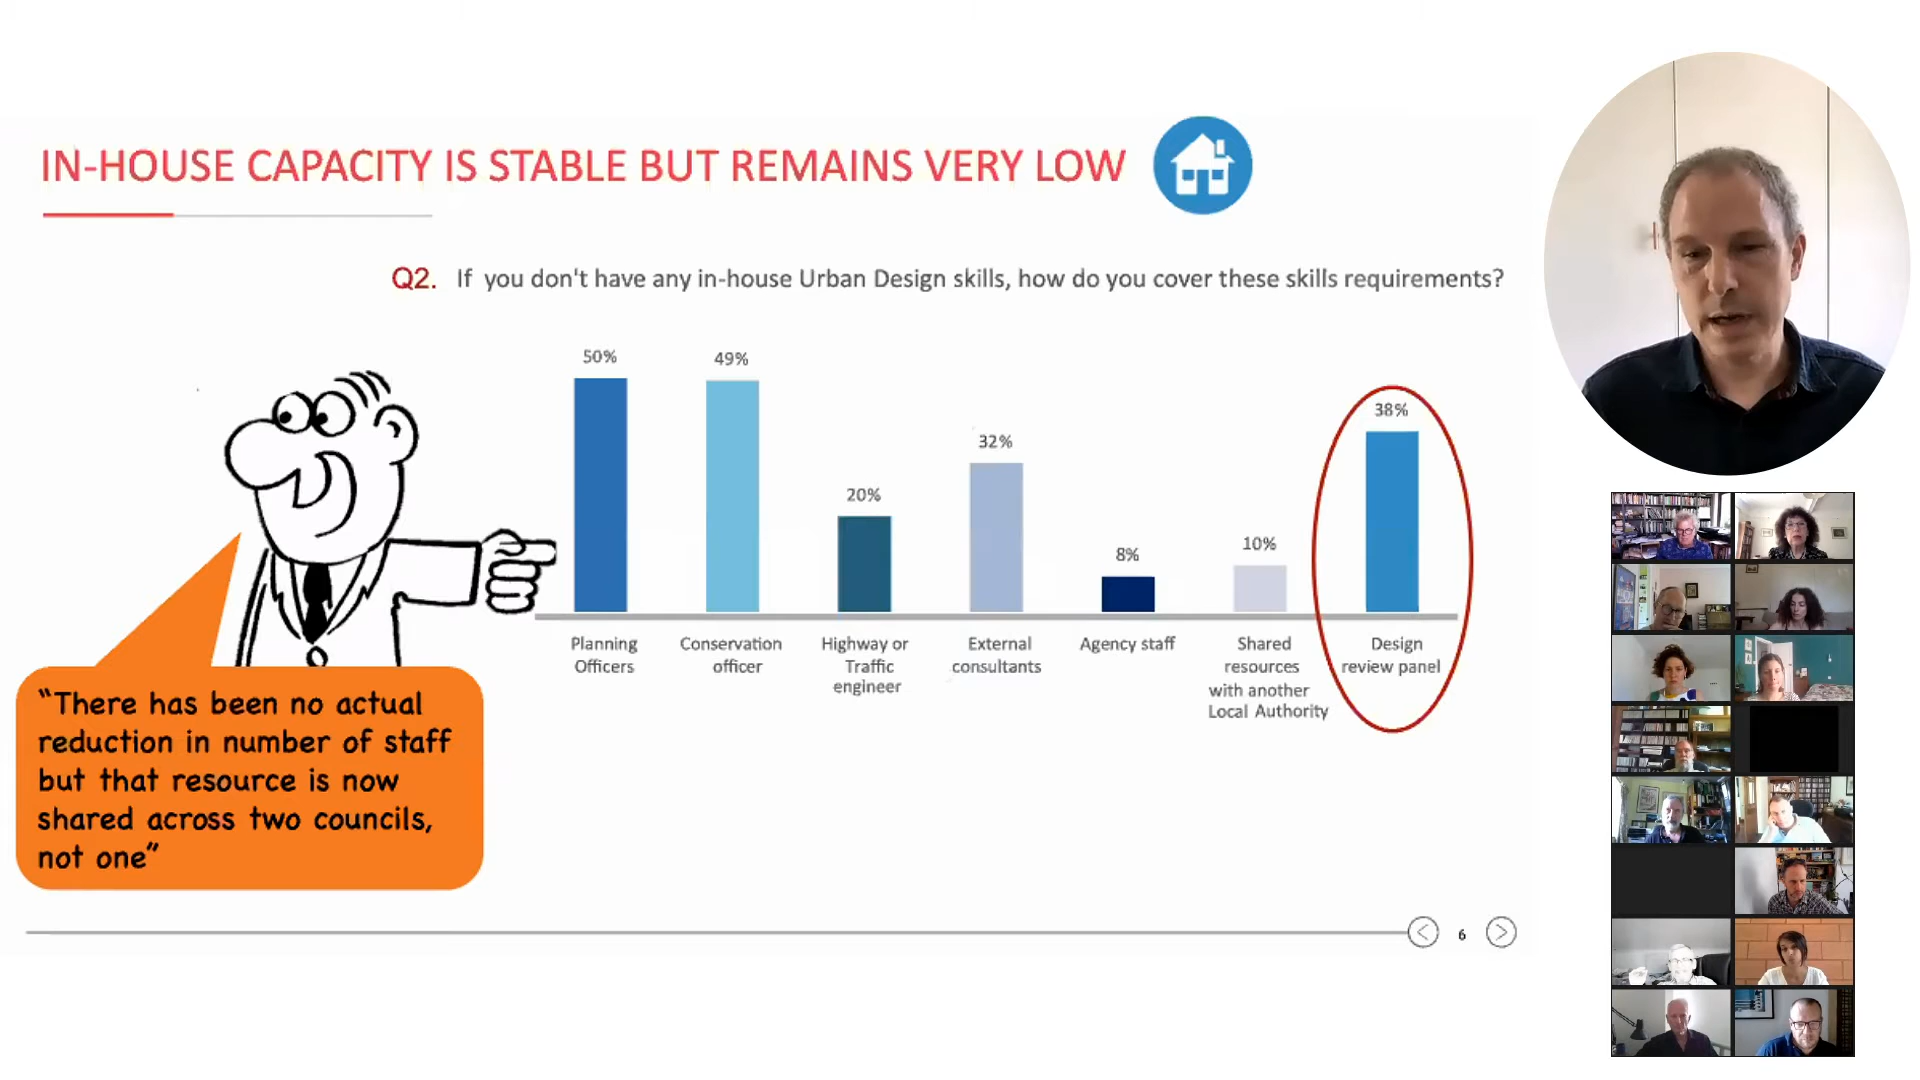 IN-HOUSE CAPACITY IS STABLE BUT REMAINS VERY LOW
Q2. If you don't have any in-house Urban Design skills, how do you cover these skills requirements?
50%
49%
20%
32%
8%
10%
38%
Planning
Officers
Conservation
officer
Highway or
Traffic
engineer
External
consultants
Agency staff
Shared
resources
with another
Local Authority
Design
review panel
“There has been no actual
reduction in number of staff
but that resource is now
shared across two councils,
not one”
6